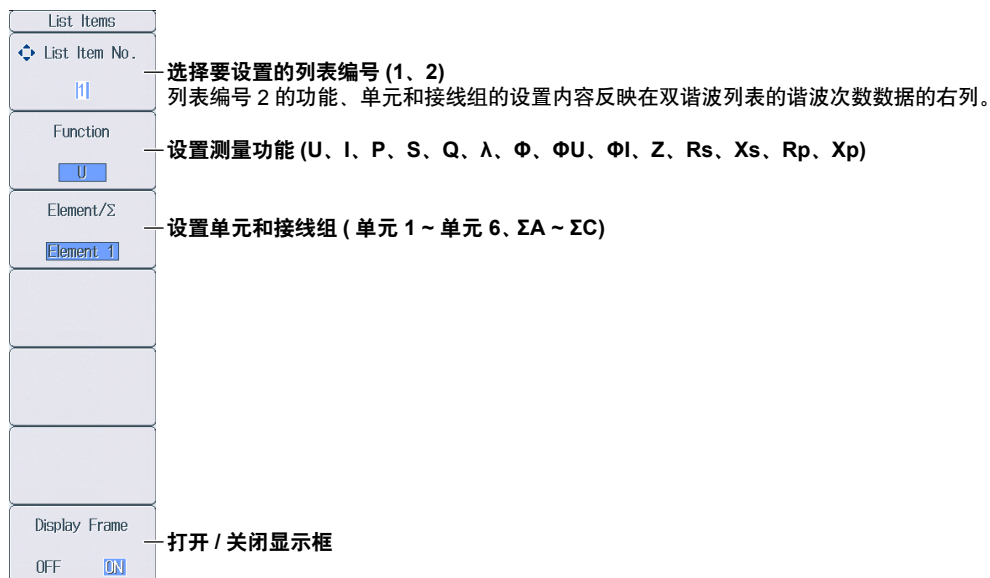 List Items
List Item No.
1
选择要设置的列表编号 (1、2)
列表编号 2 的功能、单元和接线组的设置内容反映在双谐波列表的谐波次数数据的右列。
Function
U
设置测量功能 (U、I、P、S、Q、λ、Φ、ΦU、ΦI、Z、Rs、Xs、Rp、Xp)
Element/Σ
Element 1
设置单元和接线组 ( 单元 1 ~ 单元 6、ΣA ~ ΣC)
Display Frame
OFF ON
打开 / 关闭显示框